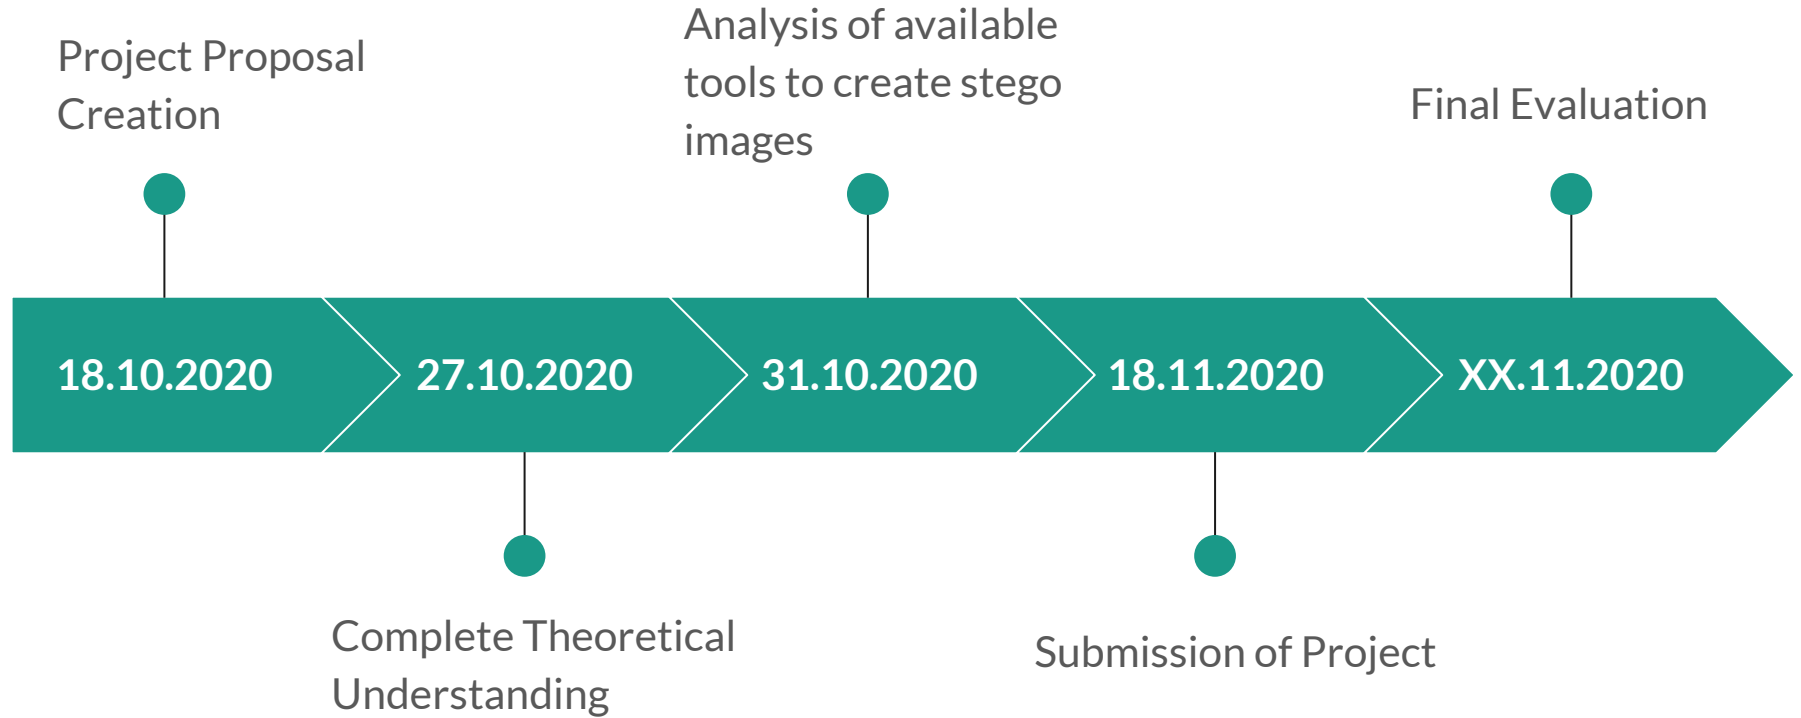 Project Proposal
Creation
Analysis of available
tools to create stego
images
Final Evaluation
18.10.2020
27.10.2020
31.10.2020
18.11.2020
XX.11.2020
Complete Theoretical
Understanding
Submission of Project